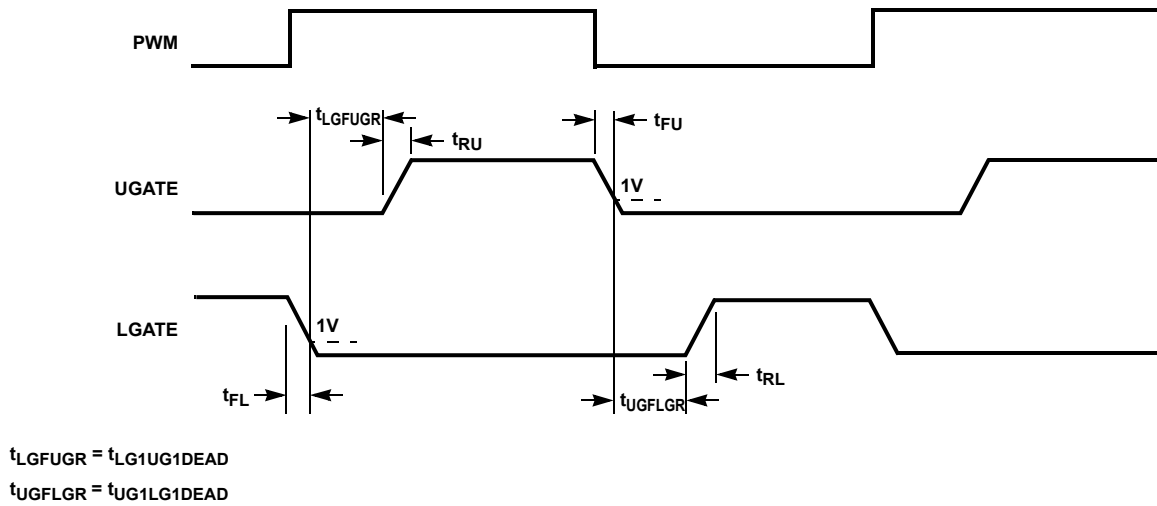 PWM
tLGFUGR
tRU
tFU
UGATE
1V
LGATE
1V
tFL
tUGFLGR
tRL
tLGFUGR = tLG1UG1DEAD
tUGFLGR = tUG1LG1DEAD